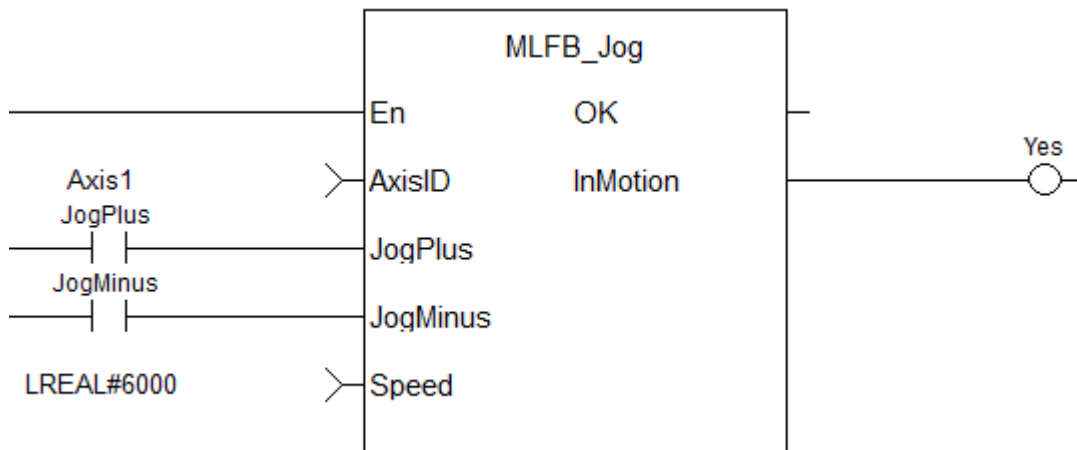 MLFB_Jog
En OK
Yes
Axis1
AxisID InMotion
JogPlus
JogPlus
JogMinus
JogMinus
LREAL#6000
Speed